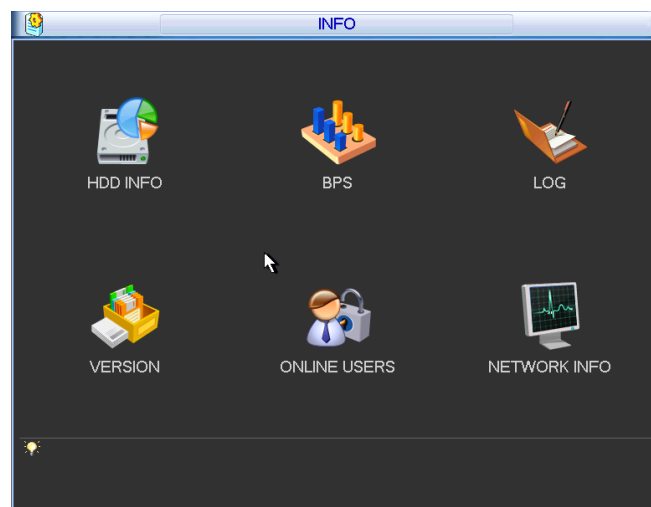 INFO
HDD INFO
BPS
LOG
VERSION
ONLINE USERS
NETWORK INFO